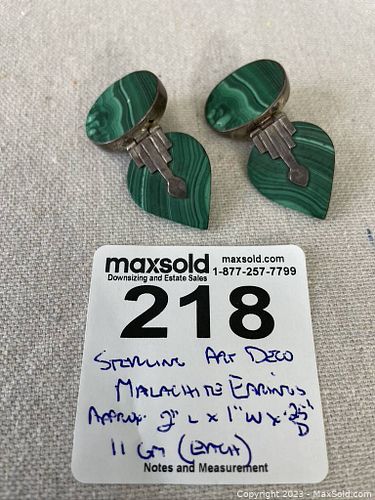 maxsold maxsold.com
1-877-257-7799
Downsizing and Estate Sales
218
STERLING ART DECO
MALACHITE EARINGS
APPROX. 2" L x 1" W x .25" D
11 GM (EACH)
Notes and Measurement
Copyright 2023 - MaxSold.com